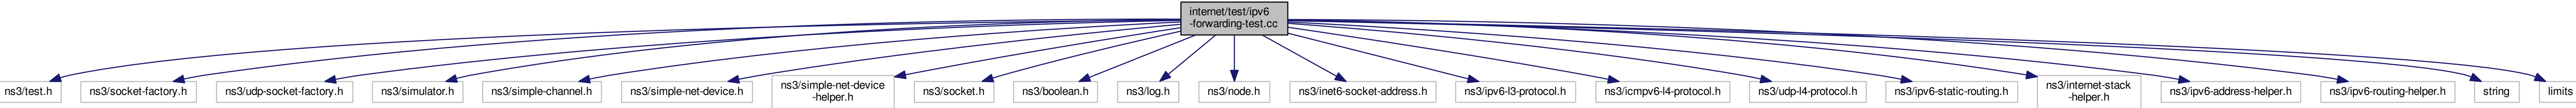 internet/test/ipv6
-forwarding-test.cc
ns3/test.h
ns3/socket-factory.h
ns3/udp-socket-factory.h
ns3/simulator.h
ns3/simple-channel.h
ns3/simple-net-device.h
ns3/simple-net-device
-helper.h
ns3/socket.h
ns3/boolean.h
ns3/log.h
ns3/node.h
ns3/inet6-socket-address.h
ns3/ipv6-l3-protocol.h
ns3/icmpv6-l4-protocol.h
ns3/udp-l4-protocol.h
ns3/ipv6-static-routing.h
ns3/internet-stack
-helper.h
ns3/ipv6-address-helper.h
ns3/ipv6-routing-helper.h
string
limits